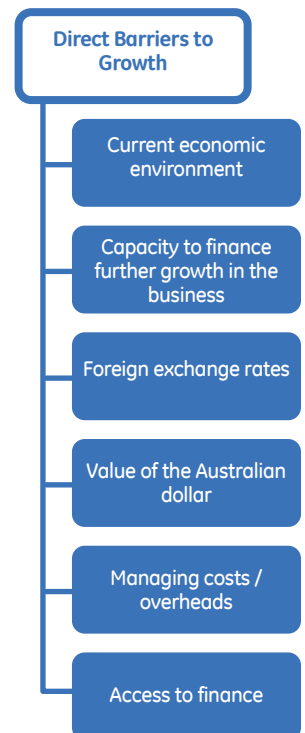 Direct Barriers to
Growth
Current economic
environment
Capacity to finance
further growth in the
business
Foreign exchange rates
Value of the Australian
dollar
Managing costs /
overheads
Access to finance